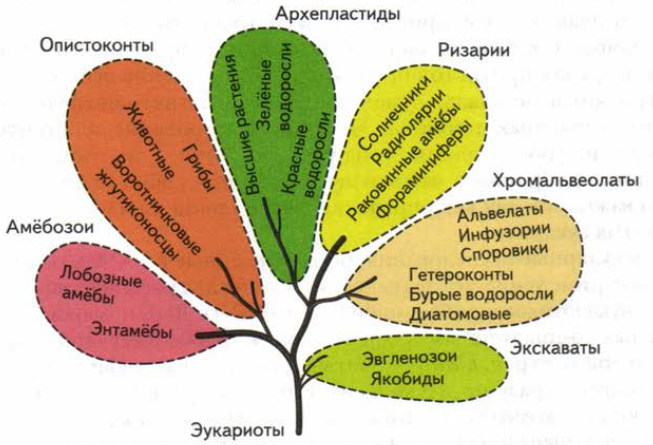 Архепластиды
Опистоконты
Ризарии
Животные
Грибы
Воротничковые
жгутиконосцы
Высшие растения
Зелёные
водоросли
Красные
водоросли
Солнечники
Радиолярии
Раковинные амёбы
Фораминиферы
Хромальвеолаты
Альвелаты
Инфузории
Споровики
Гетероконты
Бурые водоросли
Диатомовые
Амёбозои
Лобозные
амёбы
Энтамёбы
Эвгленозои
Якобиды
Экскаваты
Эукариоты